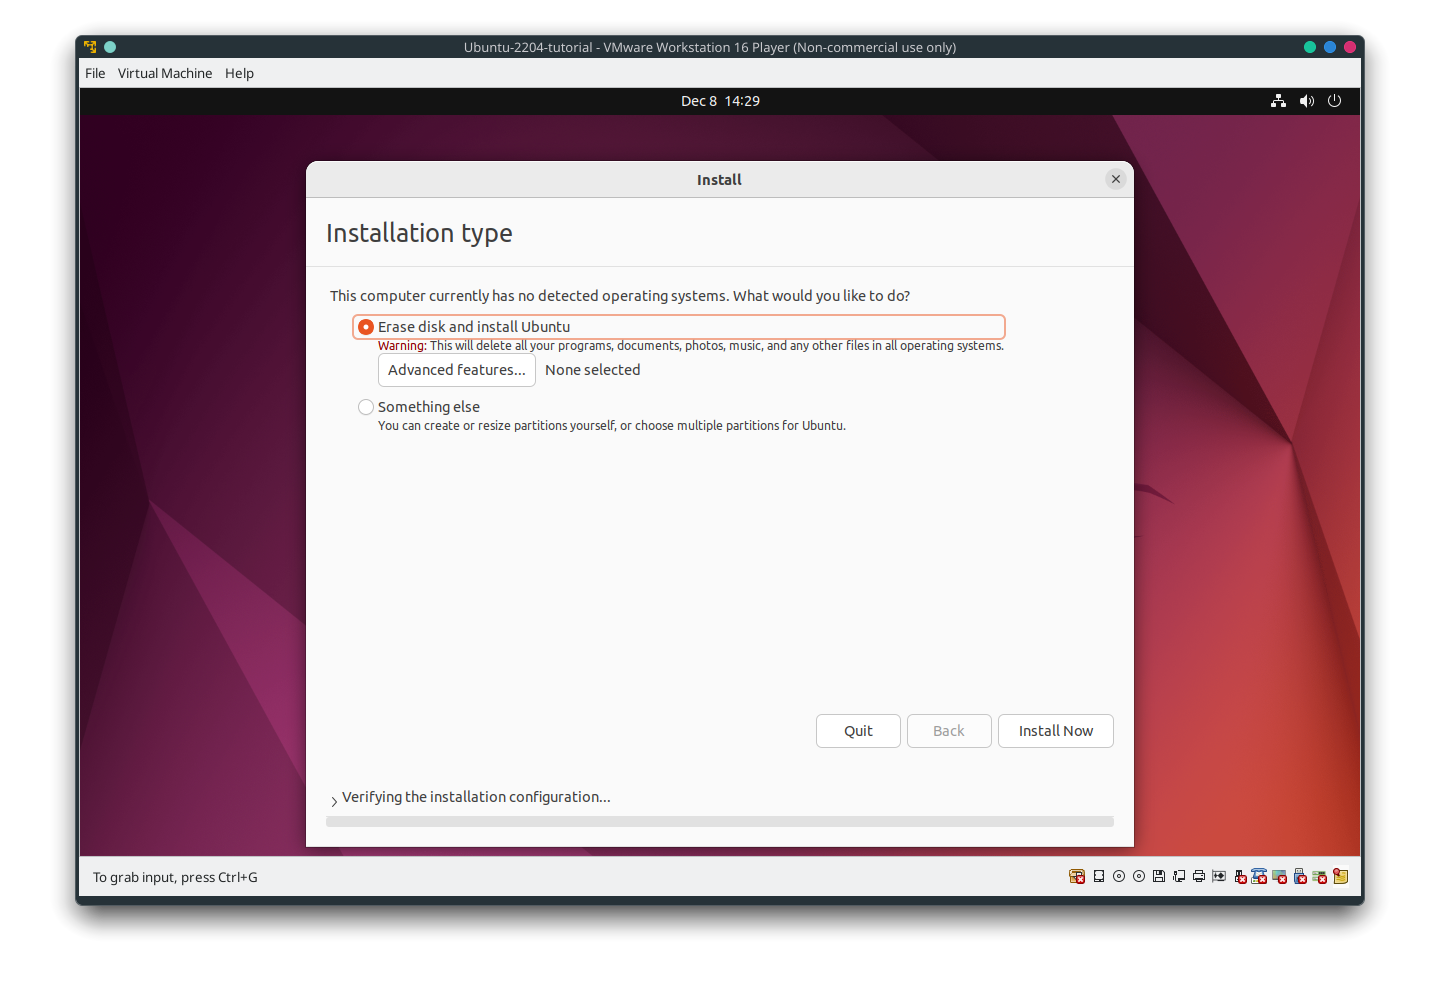 Ubuntu-2204-tutorial - VMware Workstation 16 Player (Non-commercial use only)
File Virtual Machine Help
Dec 8 14:29
Install
Installation type
This computer currently has no detected operating systems. What would you like to do?
Erase disk and install Ubuntu
Warning: This will delete all your programs, documents, photos, music, and any other files in all operating systems.
Advanced features... None selected
Something else
You can create or resize partitions yourself, or choose multiple partitions for Ubuntu.
Quit Back Install Now
Verifying the installation configuration...
To grab input, press Ctrl+G